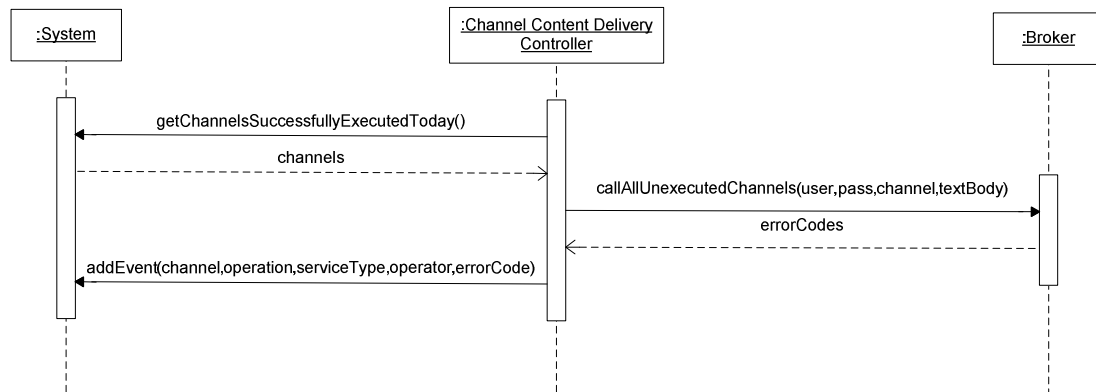 :System
:Channel Content Delivery
Controller
:Broker
getChannelsSuccessfullyExecutedToday()
channels
callAllUnexecutedChannels(user,pass,channel,textBody)
errorCodes
addEvent(channel,operation,serviceType,operator,errorCode)